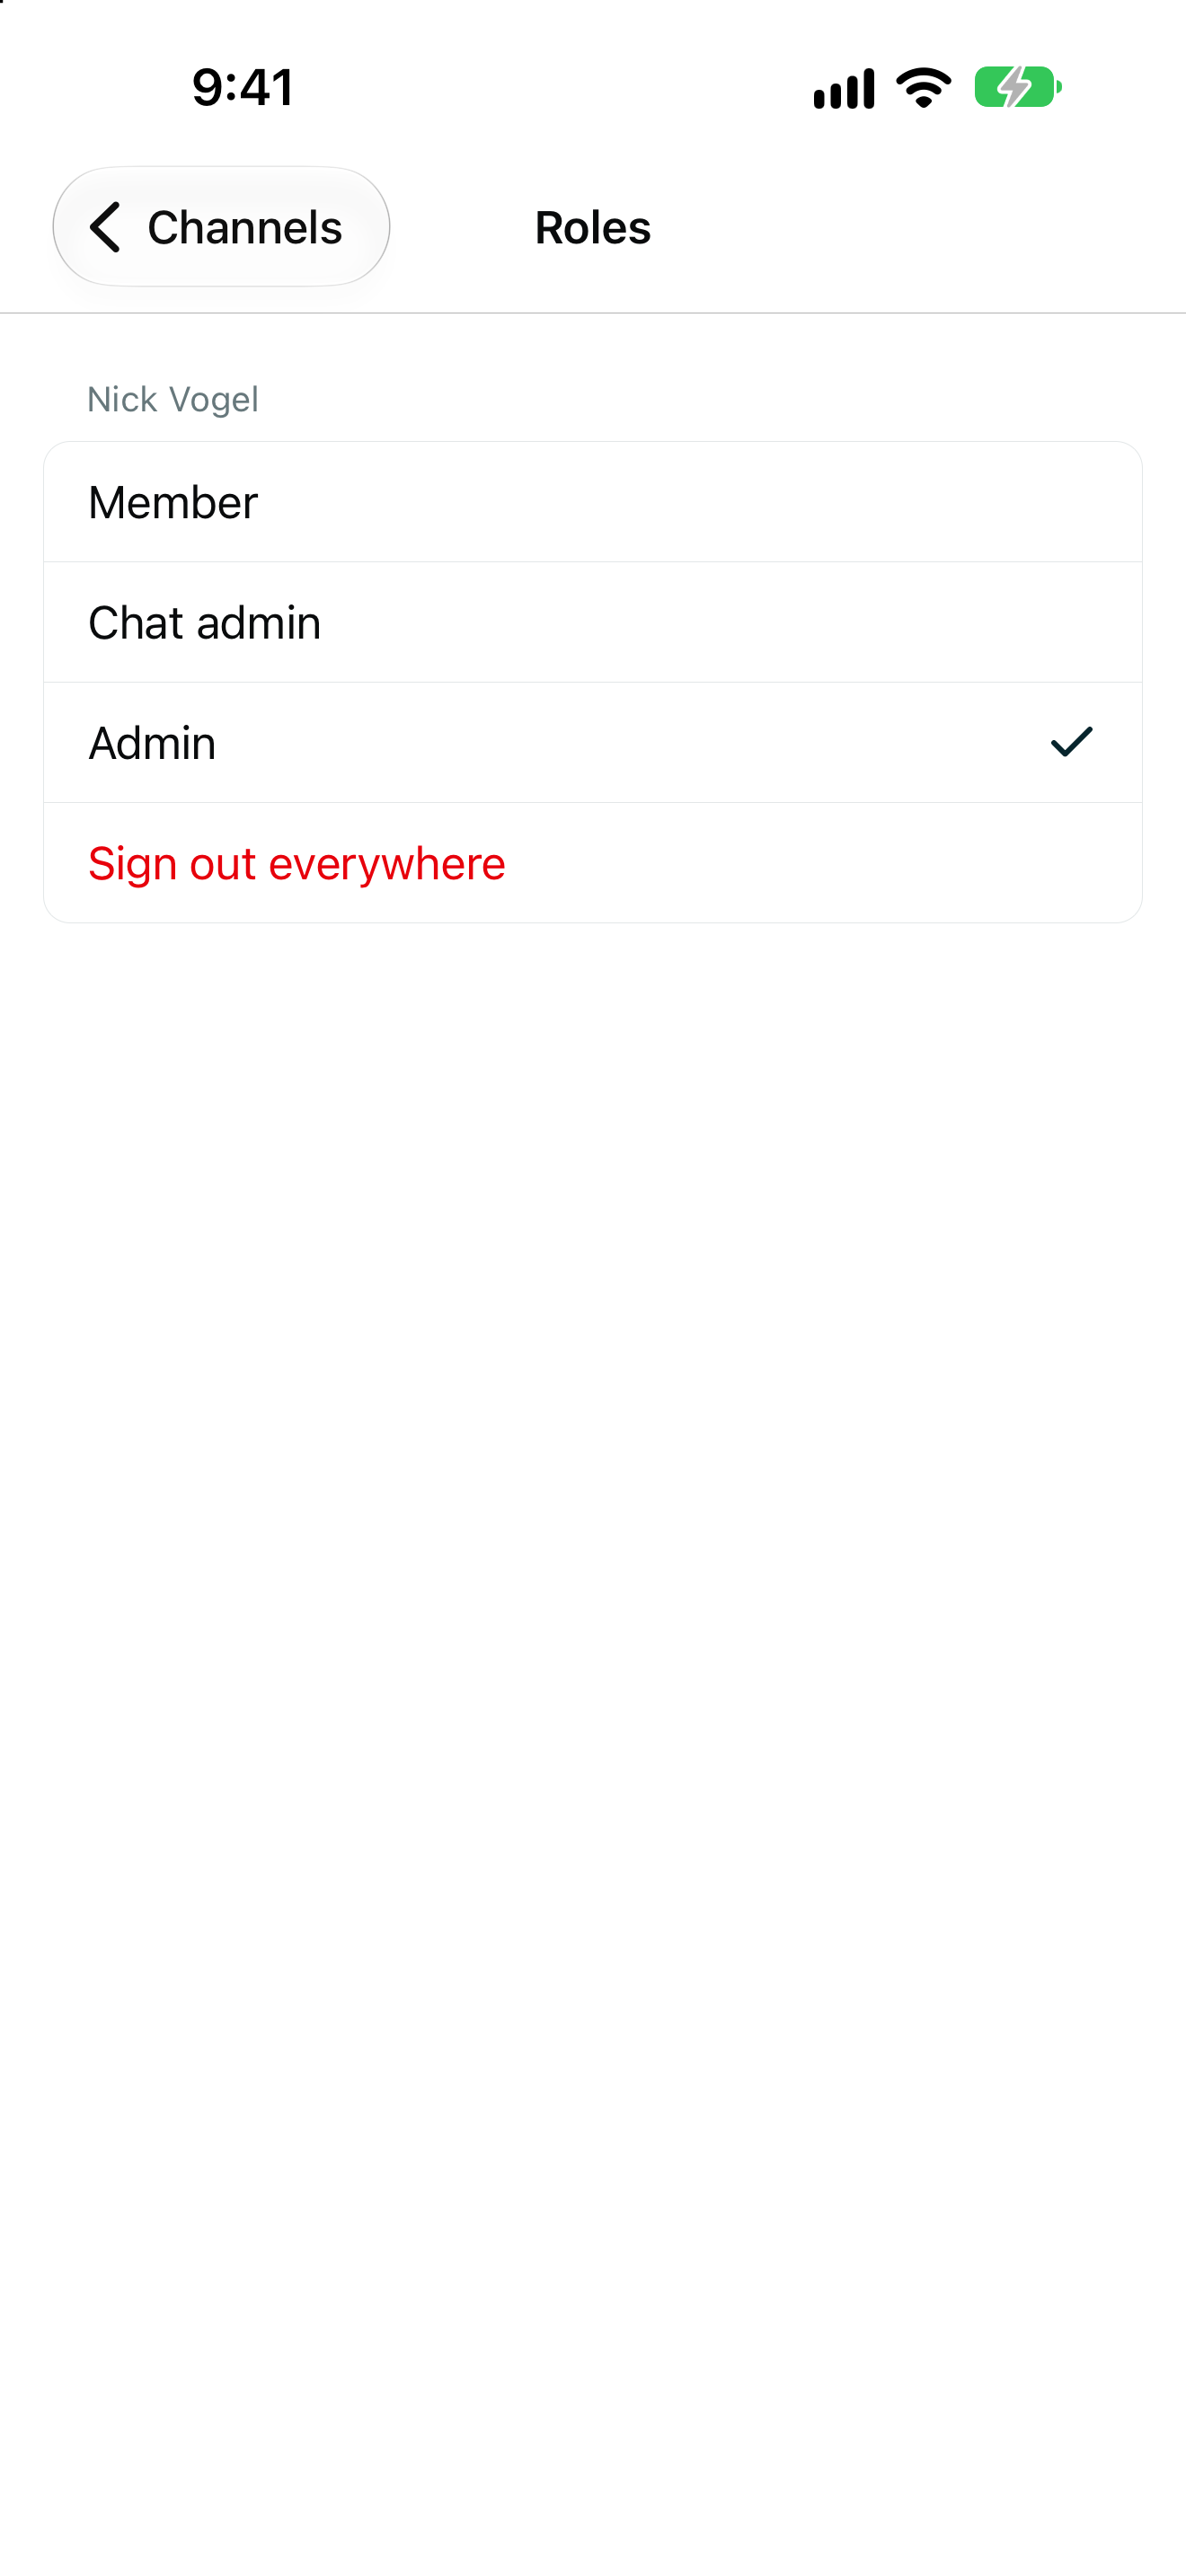 9:41
Channels
Roles
Nick Vogel
Member
Chat admin
Admin
Sign out everywhere